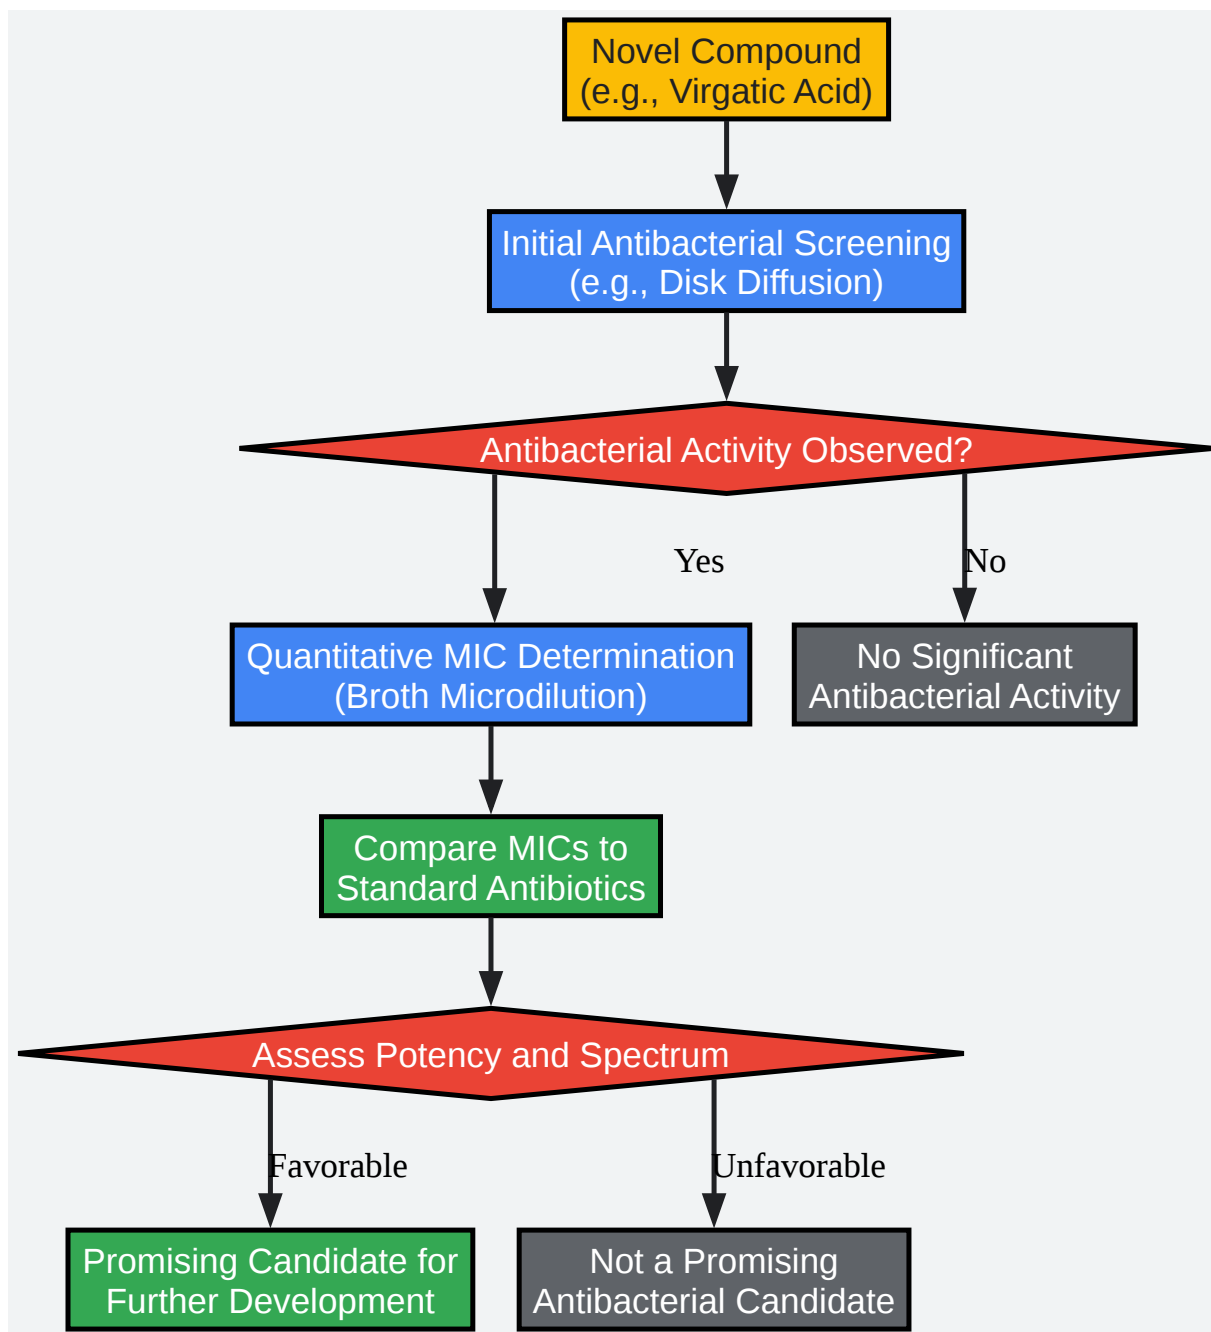 Novel Compound
(e.g., Virgatic Acid)
Initial Antibacterial Screening
(e.g., Disk Diffusion)
Antibacterial Activity Observed?
Yes
No
Quantitative MIC Determination
(Broth Microdilution)
No Significant
Antibacterial Activity
Compare MICs to
Standard Antibiotics
Assess Potency and Spectrum
Favorable
Unfavorable
Promising Candidate for
Further Development
Not a Promising
Antibacterial Candidate